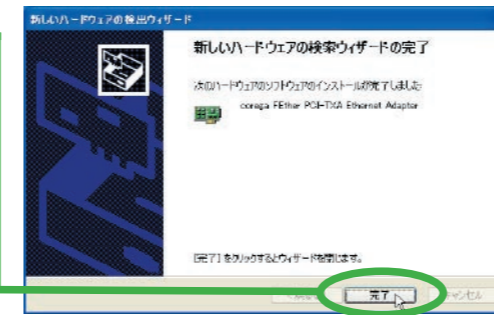 新しいハードウェアの検出ウィザード
新しいハードウェアの検索ウィザードの完了
次のハードウェアのソフトウェアのインストールが完了しました:
corega FEther PCI-TXA Ethernet Adapter
[完了] をクリックするとウィザードを閉じます。
完了
キャンセル